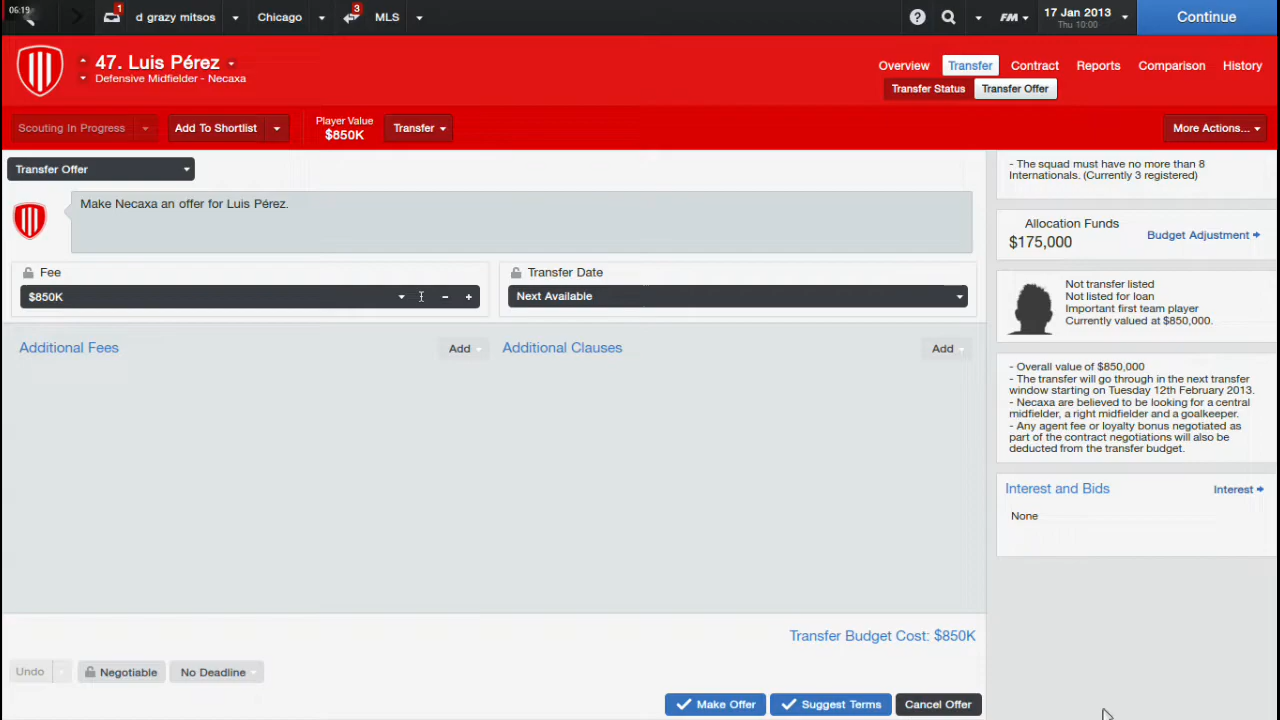 06:19
1
d grazy mitsos
Chicago
3
MLS
FM
17 Jan 2013
Thu 10:00
Continue
47. Luis Pérez
Defensive Midfielder - Necaxa
Overview
Transfer
Contract
Reports
Comparison
History
Transfer Status
Transfer Offer
Scouting In Progress
Add To Shortlist
Player Value
$850K
Transfer
More Actions...
Transfer Offer
Make Necaxa an offer for Luis Pérez.
Fee
$850K
Transfer Date
Next Available
Additional Fees
Add
Additional Clauses
Add
Transfer Budget Cost: $850K
Undo
Negotiable
No Deadline
Make Offer
Suggest Terms
Cancel Offer
- The squad must have no more than 8
Internationals. (Currently 3 registered)
Allocation Funds
$175,000
Budget Adjustment
Not transfer listed
Not listed for loan
Important first team player
Currently valued at $850,000.
- Overall value of $850,000
- The transfer will go through in the next transfer
window starting on Tuesday 12th February 2013.
- Necaxa are believed to be looking for a central
midfielder, a right midfielder and a goalkeeper.
- Any agent fee or loyalty bonus negotiated as
part of the contract negotiations will also be
deducted from the transfer budget.
Interest and Bids
Interest
None